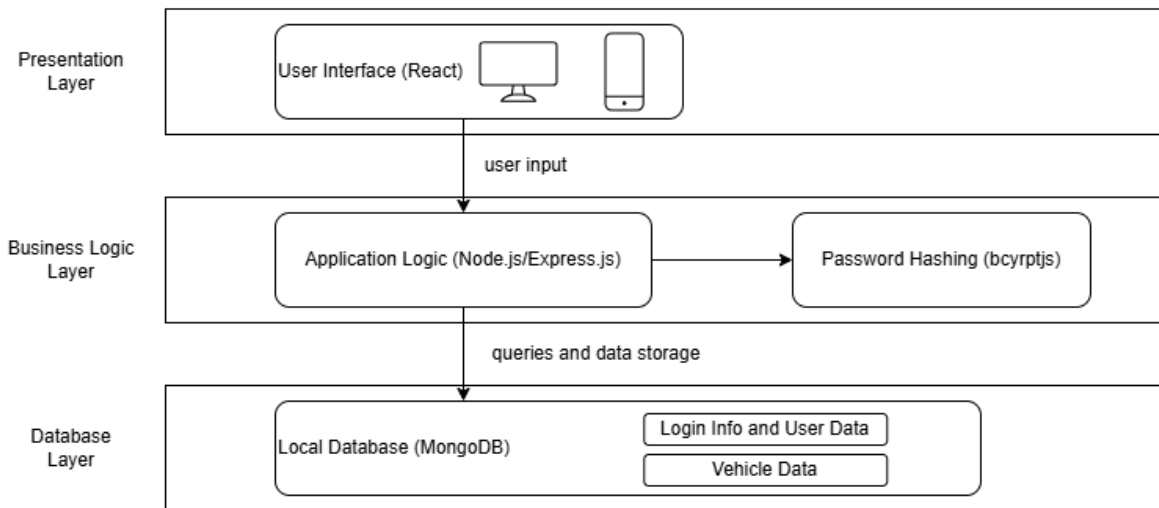 Presentation
Layer
User Interface (React)
user input
Business Logic
Layer
Application Logic (Node.js/Express.js)
Password Hashing (bcyrptjs)
queries and data storage
Database
Layer
Local Database (MongoDB)
Login Info and User Data
Vehicle Data